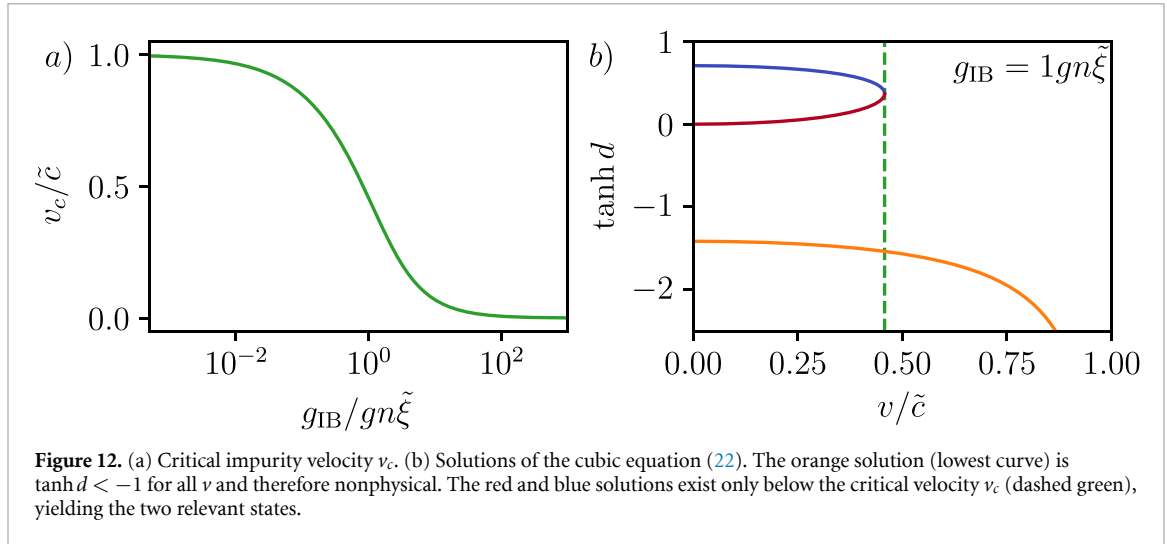 a)
1.0
0.5
0.0
v_c/c̃
10^{-2}
10^0
10^2
g_IB/gnξ̃
b)
g_IB = 1gnξ̃
1
0
−1
−2
tanh d
0.00 0.25 0.50 0.75 1.00
v/c̃
Figure 12. (a) Critical impurity velocity v_c. (b) Solutions of the cubic equation (22). The orange solution (lowest curve) is
tanh d < −1 for all v and therefore nonphysical. The red and blue solutions exist only below the critical velocity v_c (dashed green),
yielding the two relevant states.